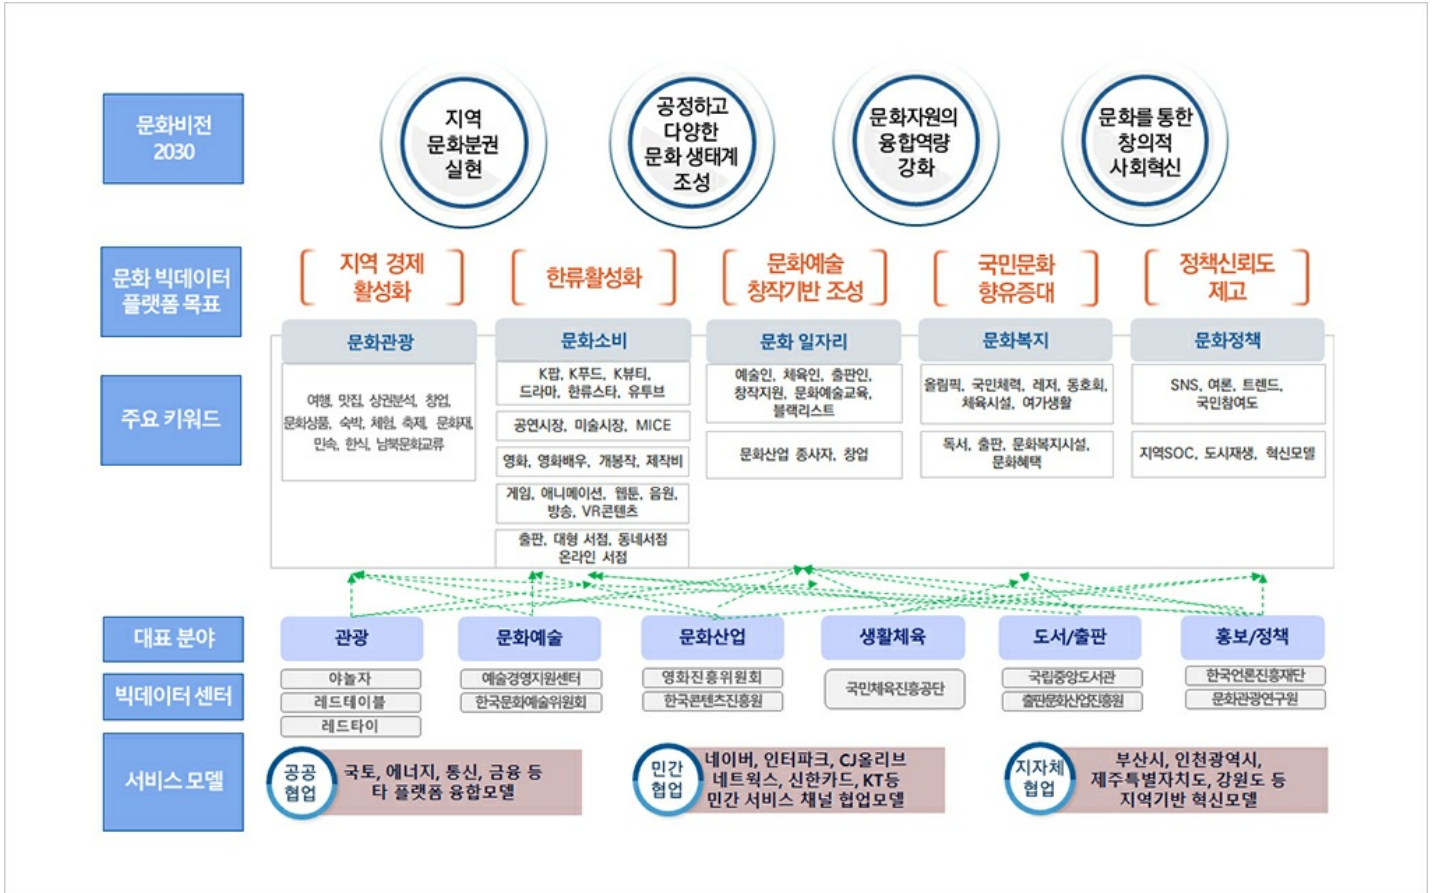 문화비전
2030
지역
문화분권
실현
공정하고
다양한
문화 생태계
조성
문화자원의
융합역량
강화
문화를 통한
창의적
사회혁신
문화 빅데이터
플랫폼 목표
지역 경제
활성화
한류활성화
문화예술
창작기반 조성
국민문화
향유증대
정책신뢰도
제고
주요 키워드
문화관광
여행, 맛집, 상권분석, 창업,
문화상품, 숙박, 체험, 축제, 문화재,
민속, 한식, 남북문화교류
문화소비
K팝, K푸드, K뷰티,
드라마, 한류스타, 유투브
공연시장, 미술시장, MICE
영화, 영화배우, 개봉작, 제작비
게임, 애니메이션, 웹툰, 음원,
방송, VR콘텐츠
출판, 대형 서점, 동네서점
온라인 서점
문화 일자리
예술인, 체육인, 출판인,
창작지원, 문화예술교육,
블랙리스트
문화산업 종사자, 창업
문화복지
올림픽, 국민체력, 레저, 동호회,
체육시설, 여가생활
독서, 출판, 문화복지시설,
문화혜택
문화정책
SNS, 여론, 트렌드,
국민참여도
지역SOC, 도시재생, 혁신모델
대표 분야
관광
문화예술
문화산업
생활체육
도서/출판
홍보/정책
빅데이터 센터
야놀자
레드테이블
레드타이
예술경영지원센터
한국문화예술위원회
영화진흥위원회
한국콘텐츠진흥원
국민체육진흥공단
국립중앙도서관
출판문화산업진흥원
한국언론진흥재단
문화관광연구원
서비스 모델
공공
협업
국토, 에너지, 통신, 금융 등
타 플랫폼 융합모델
민간
협업
네이버, 인터파크, CJ올리브
네트웍스, 신한카드, KT등
민간 서비스 채널 협업모델
지자체
협업
부산시, 인천광역시,
제주특별자치도, 강원도 등
지역기반 혁신모델